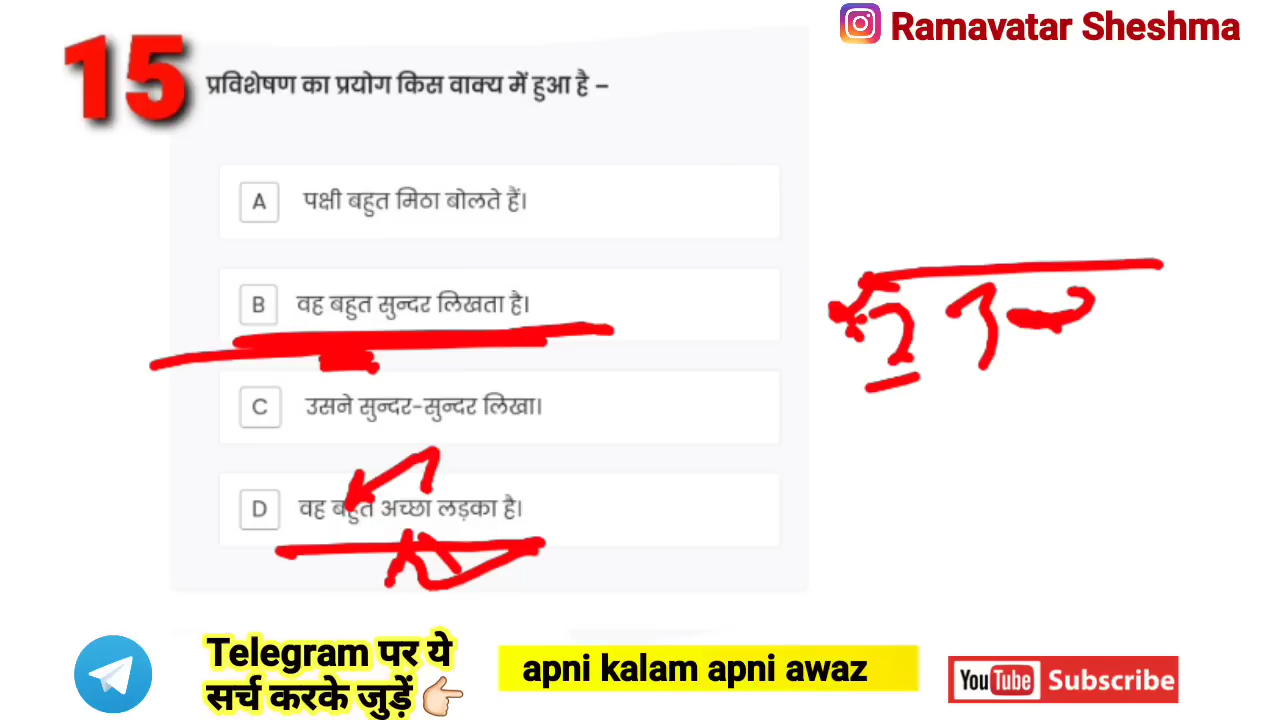 Ramavatar Sheshma
15
प्रविशेषण का प्रयोग किस वाक्य में हुआ है –
A पक्षी बहुत मिठा बोलते हैं।
B वह बहुत सुन्दर लिखता है।
C उसने सुन्दर-सुन्दर लिखा।
D वह बहुत अच्छा लड़का है।
Telegram पर ये
सर्च करके जुड़ें
apni kalam apni awaz
YouTube Subscribe